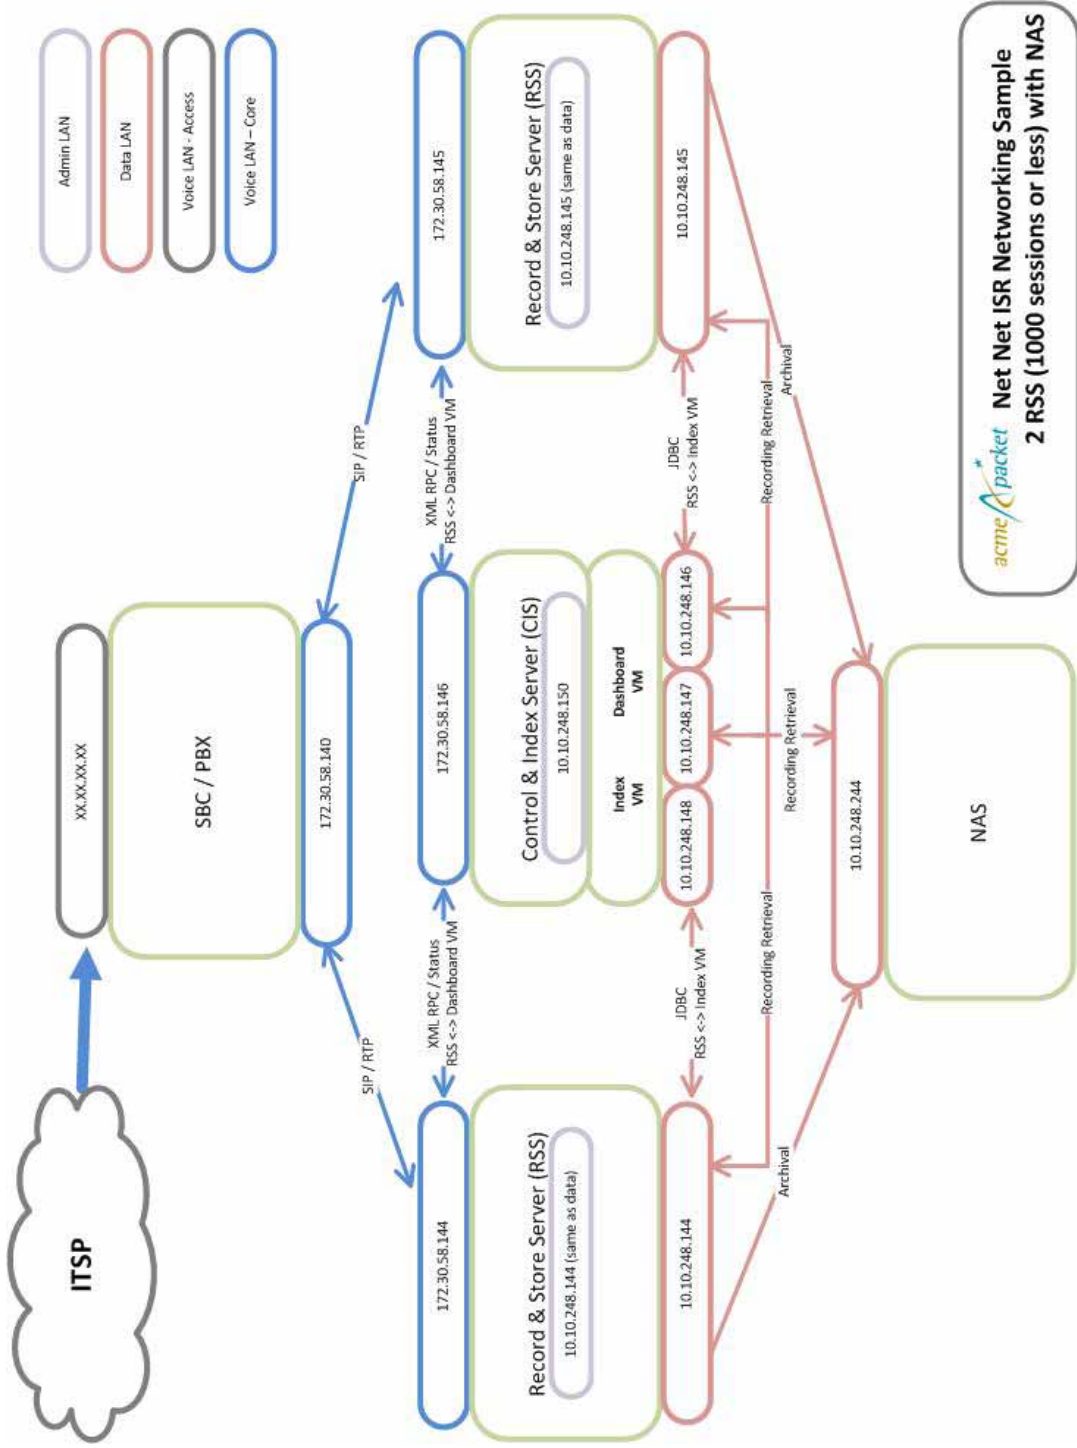 ITSP
XX.XX.XX.XX
SBC / PBX
172.30.58.140
Admin LAN
Data LAN
Voice LAN - Access
Voice LAN – Core
SIP / RTP
SIP / RTP
172.30.58.144
XML RPC / Status
RSS <-> Dashboard VM
172.30.58.146
XML RPC / Status
RSS <-> Dashboard VM
172.30.58.145
Record & Store Server (RSS)
10.10.248.144 (same as data)
Control & Index Server (CIS)
10.10.248.150
Index
VM
Dashboard
VM
Record & Store Server (RSS)
10.10.248.145 (same as data)
10.10.248.144
JDBC
RSS <-> Index VM
10.10.248.148
10.10.248.147
10.10.248.146
JDBC
RSS <-> Index VM
10.10.248.145
Recording Retrieval
Recording Retrieval
Archival
Recording Retrieval
Archival
10.10.248.244
NAS
acme packet
Net Net ISR Networking Sample
2 RSS (1000 sessions or less) with NAS